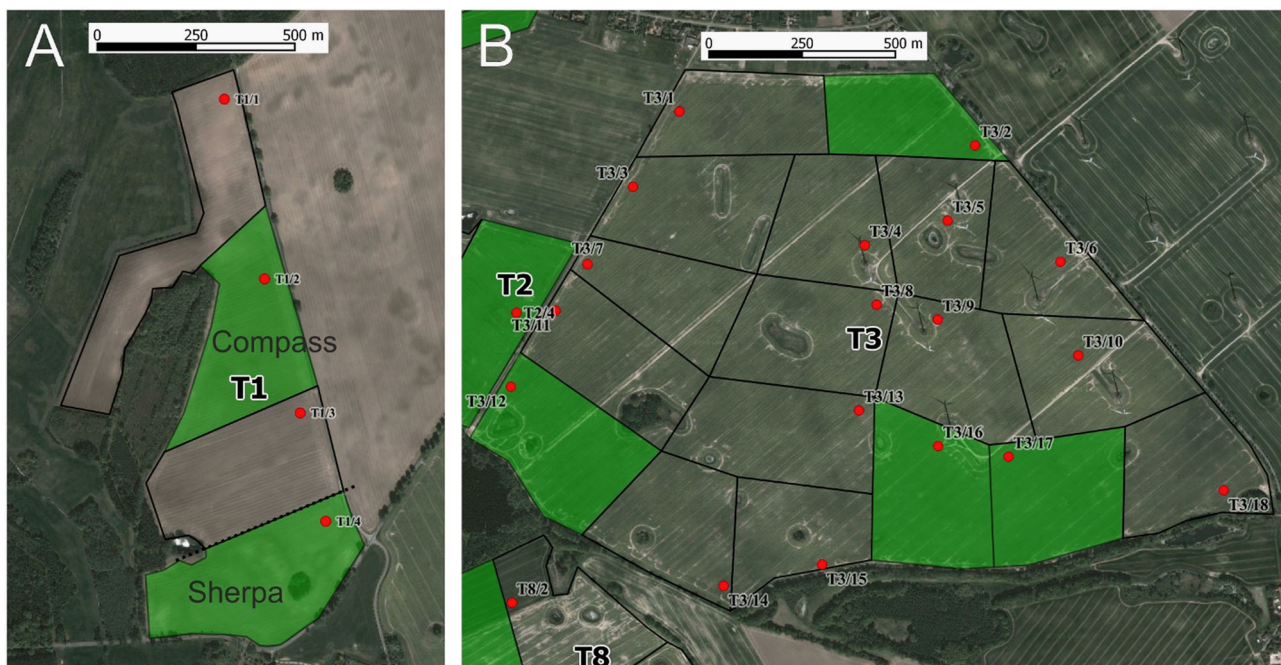 A
0 250 500 m
T1/1
T1/2
Compass
T1
T1/3
T1/4
Sherpa
B
0 250 500 m
T3/1
T3/2
T3/3
T3/5
T3/4
T3/6
T3/7
T2
T2/4
T3/11
T3/8
T3/9
T3
T3/10
T3/12
T3/13
T3/16
T3/17
T3/18
T3/15
T8/2
T3/14
T8